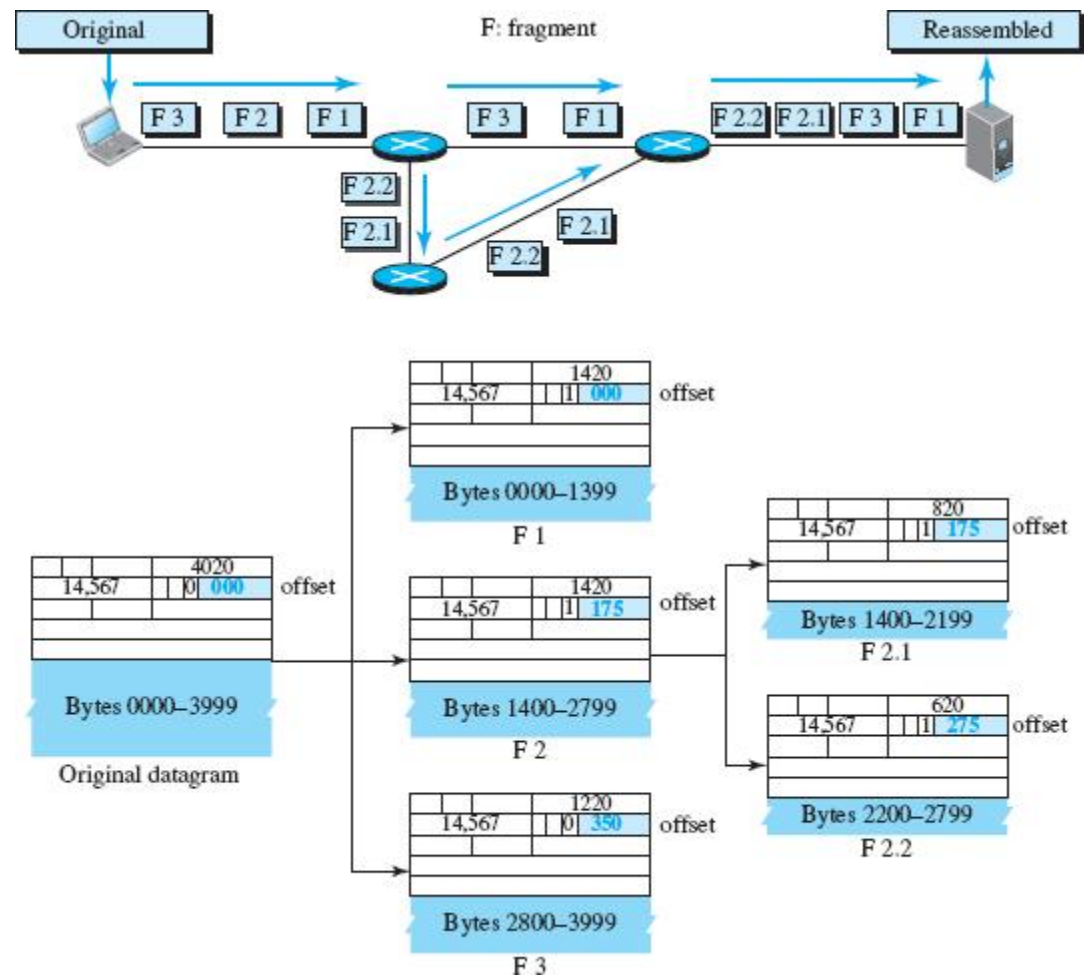 Original
F: fragment
Reassembled
F 3
F 2
F 1
F 3
F 1
F 2.2
F 2.1
F 3
F 1
F 2.2
F 2.1
F 2.1
F 2.2
1420
14,567 1 000 offset
Bytes 0000–1399
F 1
4020
14,567 0 000 offset
Bytes 0000–3999
Original datagram
1420
14,567 1 175 offset
Bytes 1400–2799
F 2
1220
14,567 0 350 offset
Bytes 2800–3999
F 3
820
14,567 1 175 offset
Bytes 1400–2199
F 2.1
620
14,567 1 275 offset
Bytes 2200–2799
F 2.2